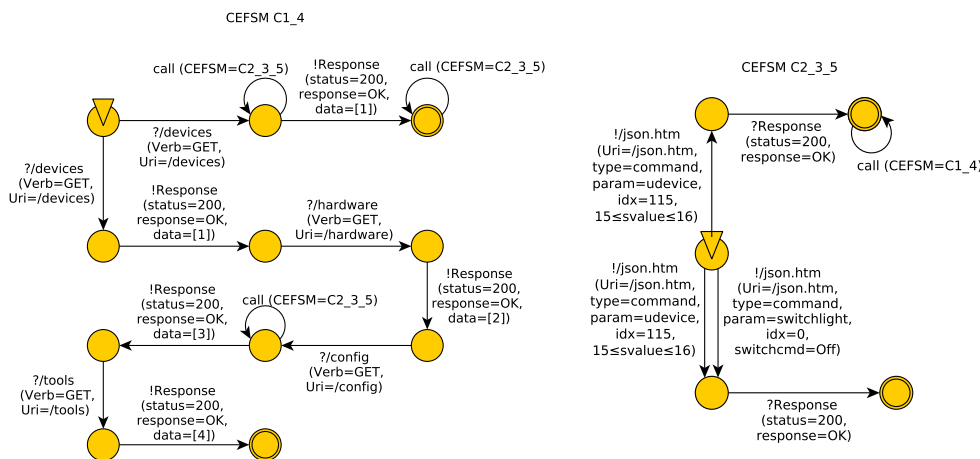 CEFSM C1_4
call (CEFSM=C2_3_5)
!Response
(status=200,
response=OK,
data=[1])
call (CEFSM=C2_3_5)
?/devices
(Verb=GET,
Uri=/devices)
?/devices
(Verb=GET,
Uri=/devices)
!Response
(status=200,
response=OK,
data=[1])
?/hardware
(Verb=GET,
Uri=/hardware)
!Response
(status=200,
response=OK,
data=[2])
!Response
(status=200,
response=OK,
data=[3])
call (CEFSM=C2_3_5)
?/config
(Verb=GET,
Uri=/config)
?/tools
(Verb=GET,
Uri=/tools)
!Response
(status=200,
response=OK,
data=[4])
CEFSM C2_3_5
!/json.htm
(Uri=/json.htm,
type=command,
param=udevice,
idx=115,
15≤svalue≤16)
?Response
(status=200,
response=OK)
call (CEFSM=C1_4)
!/json.htm
(Uri=/json.htm,
type=command,
param=udevice,
idx=115,
15≤svalue≤16)
!/json.htm
(Uri=/json.htm,
type=command,
param=switchlight,
idx=0,
switchcmd=Off)
?Response
(status=200,
response=OK)